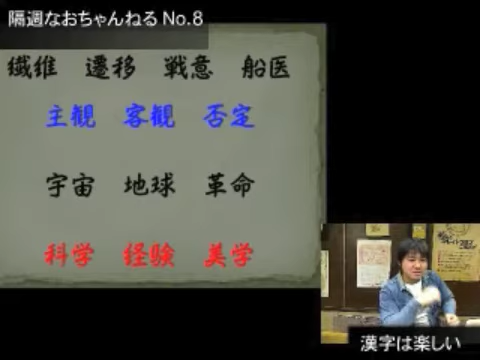 隔週なおちゃんねる No.8
繊維 遷移 戦意 船医
主観 客観 否定
宇宙 地球 革命
科学 経験 美学
漢字は楽しい